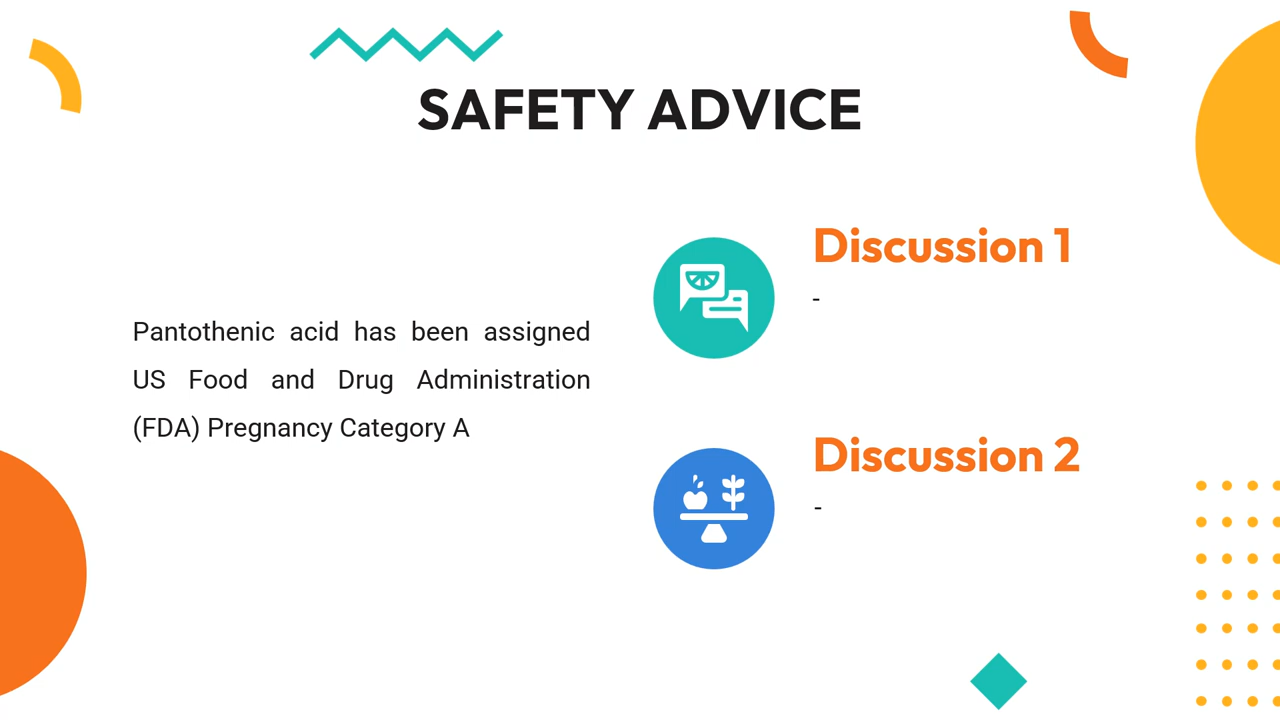 SAFETY ADVICE
Pantothenic acid has been assigned
US Food and Drug Administration
(FDA) Pregnancy Category A
Discussion 1
-
Discussion 2
-